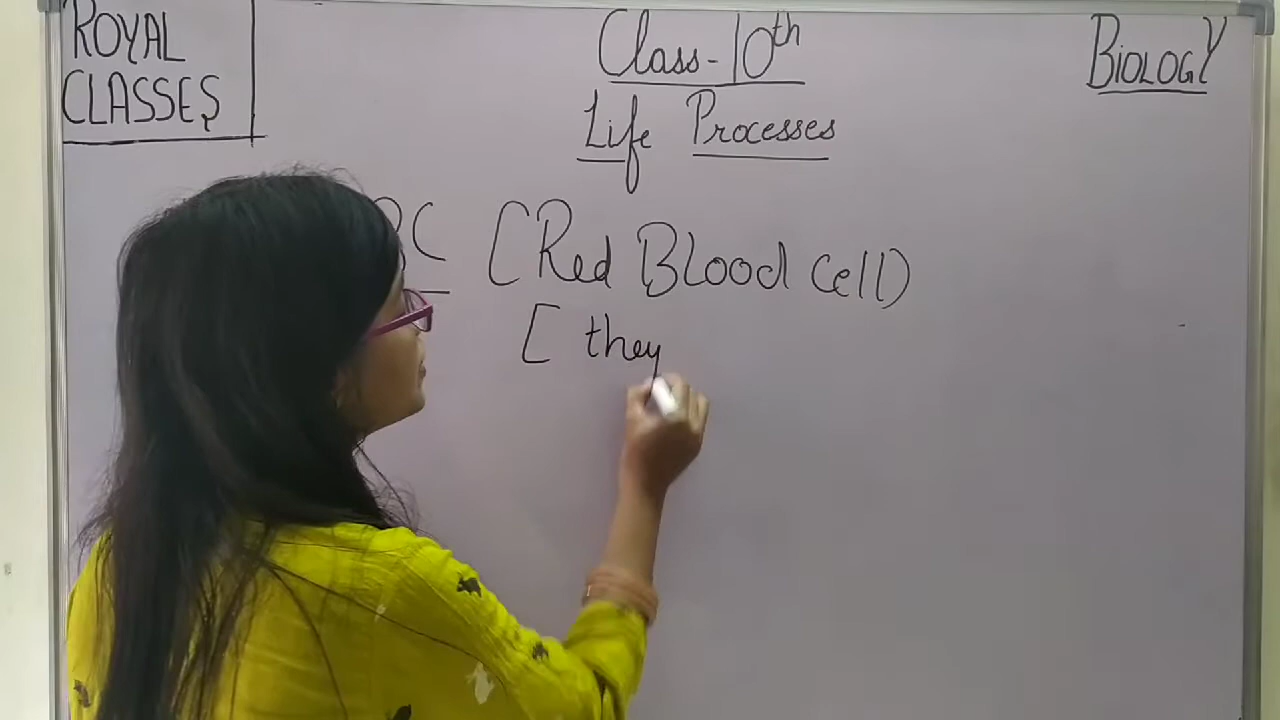 ROYAL
CLASSES
Class-10th
Life Processes
BIOLOGY
[Red Blood cell)
[ they